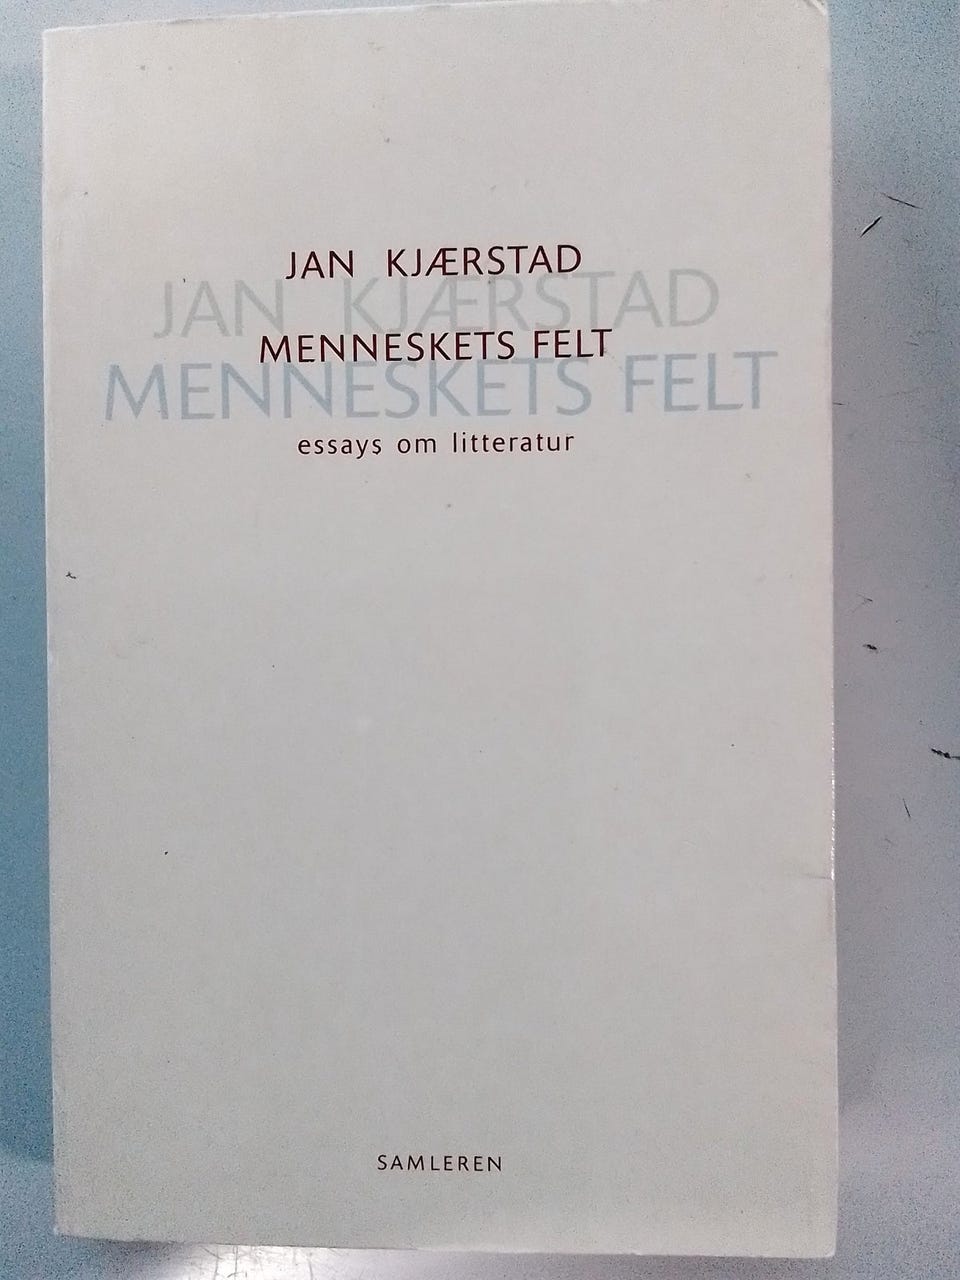 JAN KJÆRSTAD
JAN KJÆRSTAD
MENNESKETS FELT
MENNESKETS FELT
essays om litteratur
SAMLEREN